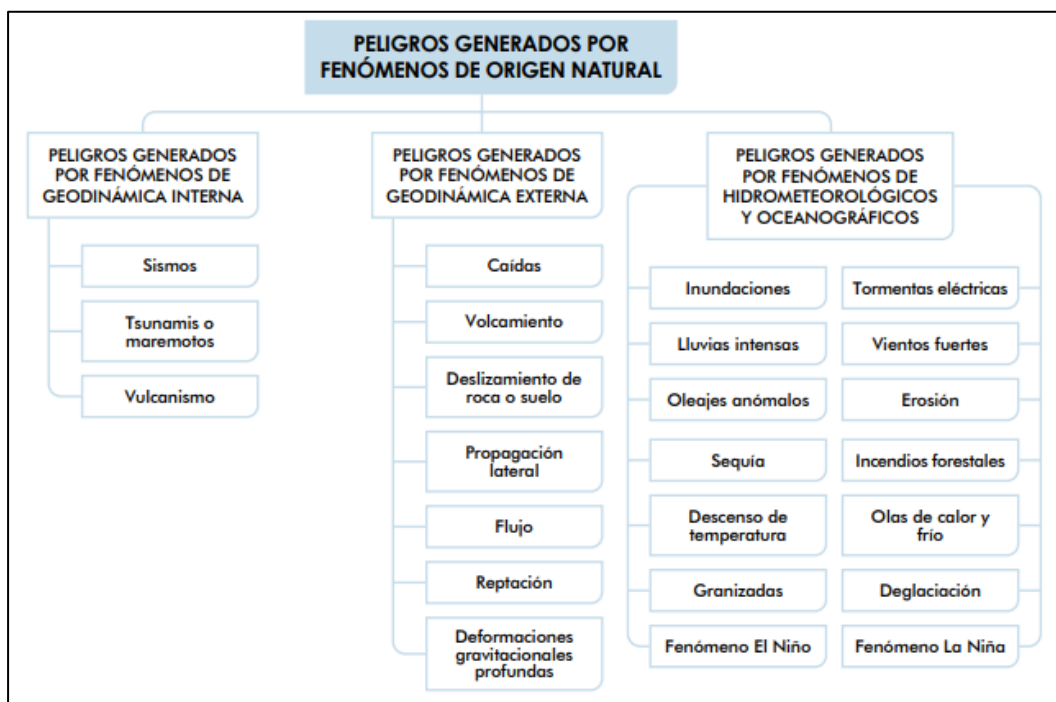 PELIGROS GENERADOS POR
FENÓMENOS DE ORIGEN NATURAL
PELIGROS GENERADOS
POR FENÓMENOS DE
GEODINÁMICA INTERNA
Sismos
Tsunamis o
maremotos
Vulcanismo
PELIGROS GENERADOS
POR FENÓMENOS DE
GEODINÁMICA EXTERNA
Caídas
Volcamiento
Deslizamiento de
roca o suelo
Propagación
lateral
Flujo
Reptación
Deformaciones
gravitacionales
profundas
PELIGROS GENERADOS
POR FENÓMENOS DE
HIDROMETEOROLÓGICOS
Y OCEANOGRÁFICOS
Inundaciones
Lluvias intensas
Oleajes anómalos
Sequía
Descenso de
temperatura
Granizadas
Fenómeno El Niño
Tormentas eléctricas
Vientos fuertes
Erosión
Incendios forestales
Olas de calor y
frío
Deglaciación
Fenómeno La Niña